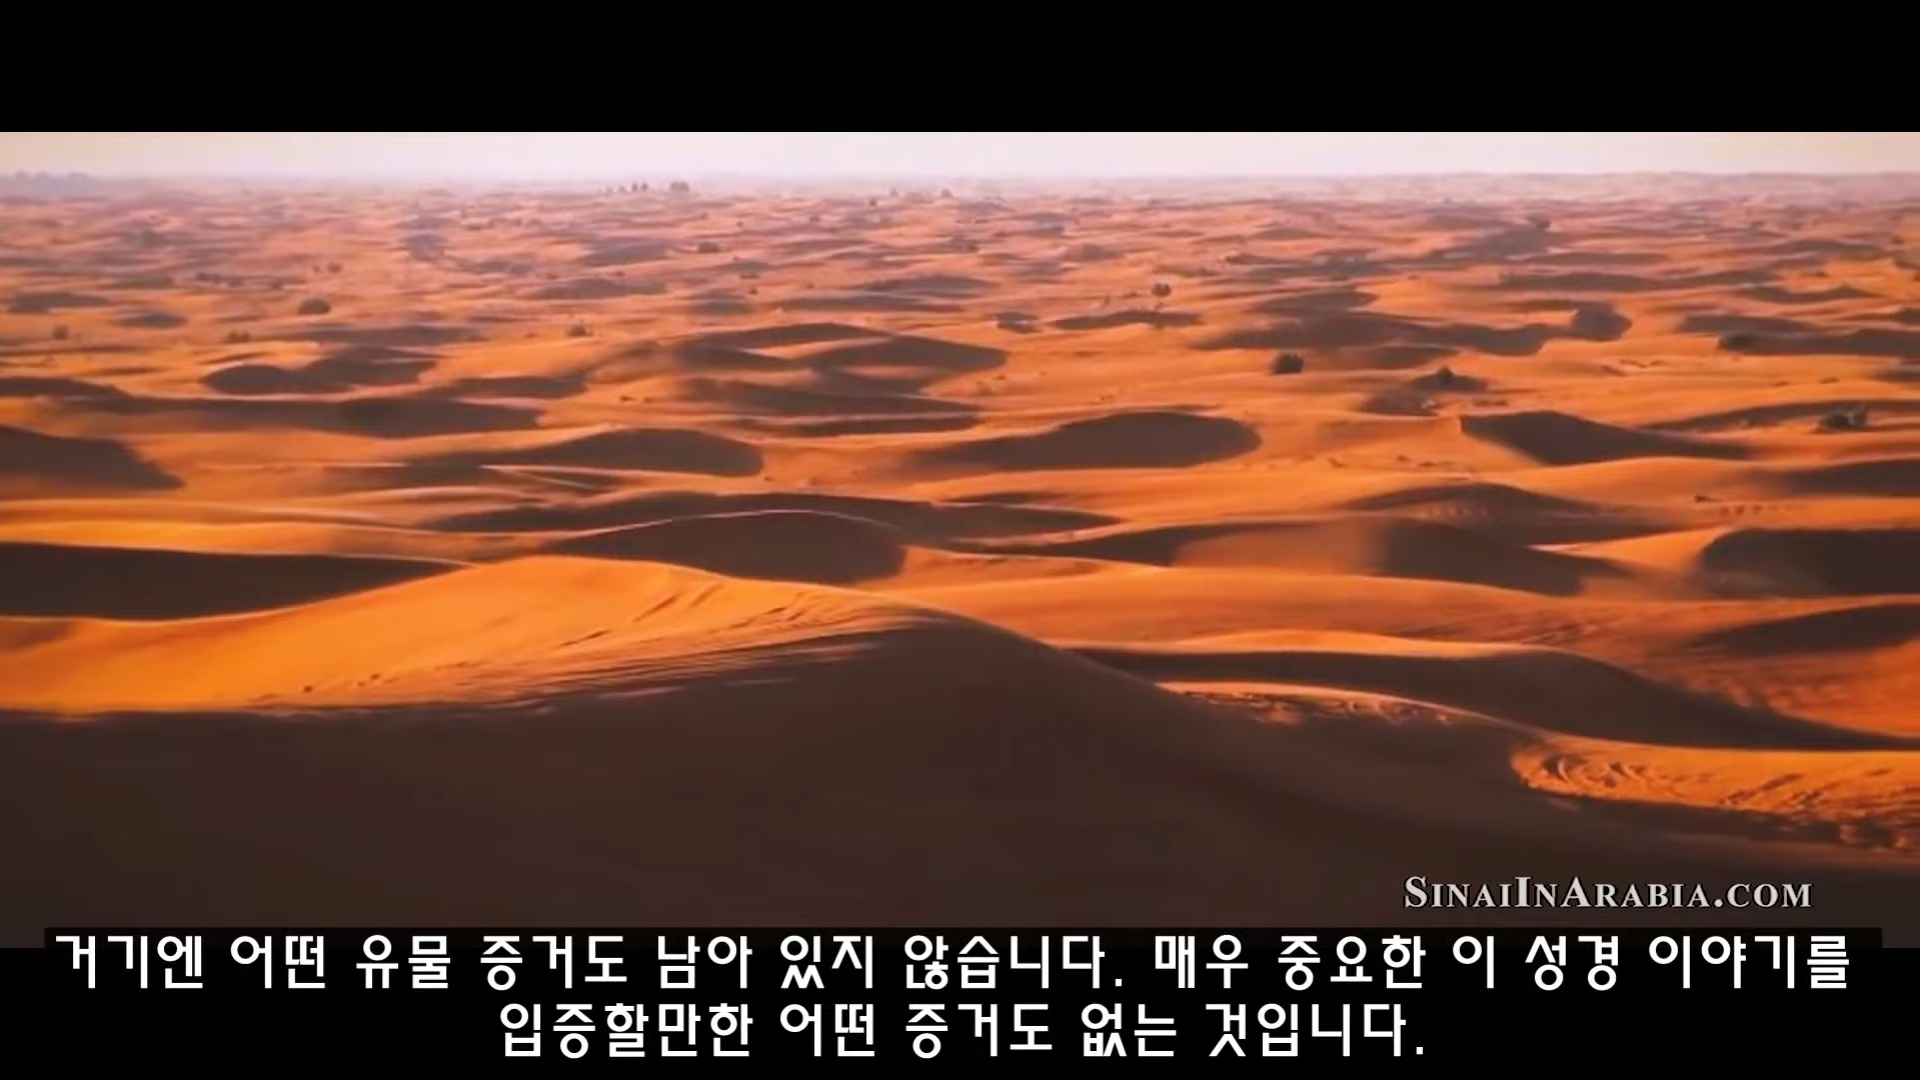 SinaiInArabia.com
거기엔 어떤 유물 증거도 남아 있지 않습니다. 매우 중요한 이 성경 이야기를
입증할만한 어떤 증거도 없는 것입니다.